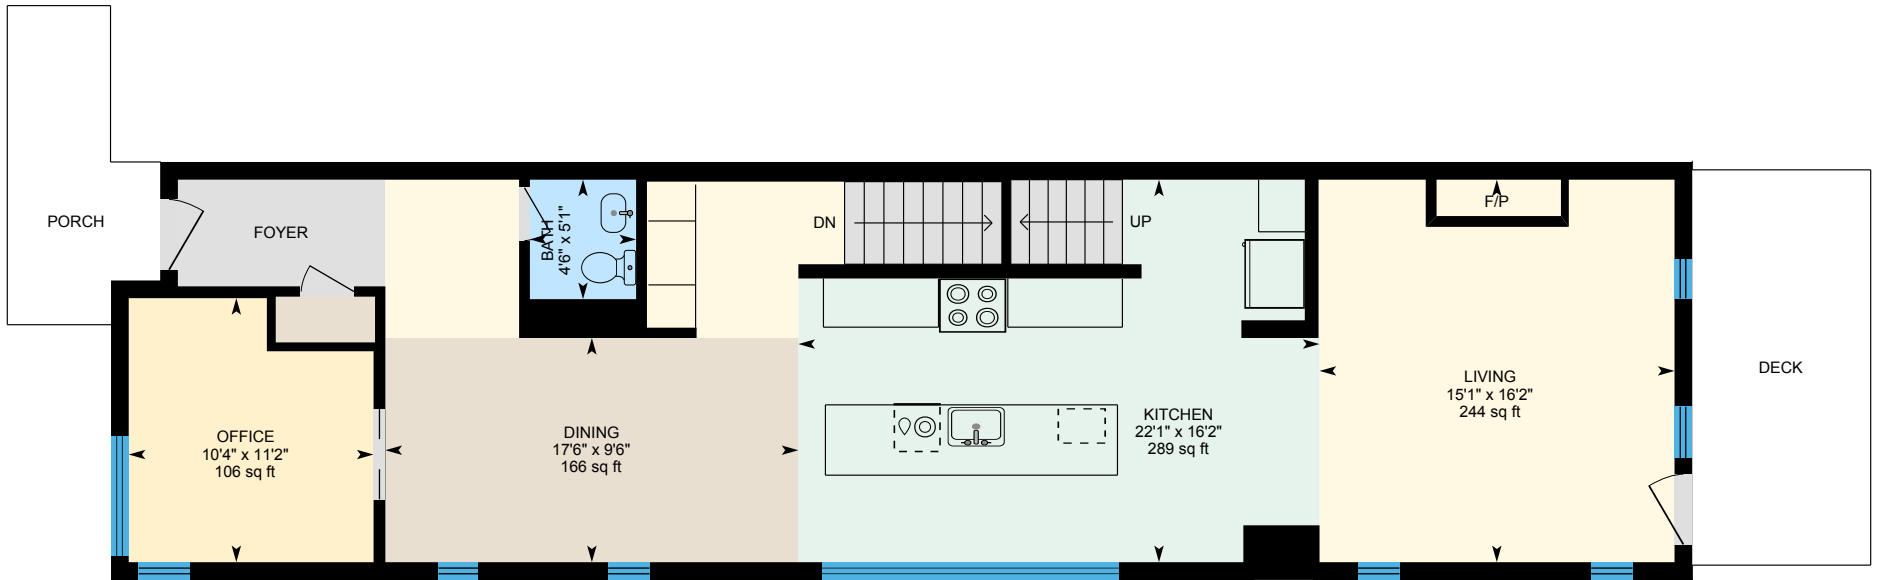 PORCH
FOYER
BATH
4'6" x 5'1"
DN
UP
F/P
OFFICE
10'4" x 11'2"
106 sq ft
DINING
17'6" x 9'6"
166 sq ft
KITCHEN
22'1" x 16'2"
289 sq ft
LIVING
15'1" x 16'2"
244 sq ft
DECK